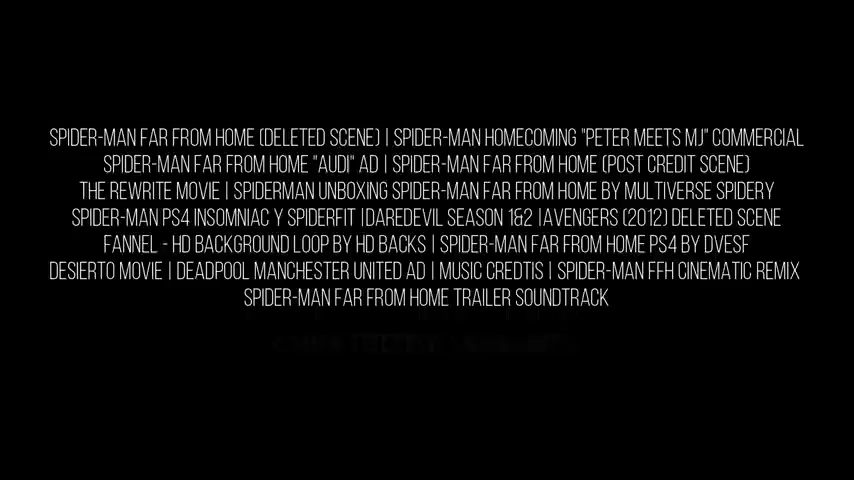 SPIDER-MAN FAR FROM HOME (DELETED SCENE) | SPIDER-MAN HOMECOMING "PETER MEETS MJ" COMMERCIAL
SPIDER-MAN FAR FROM HOME "AUDI" AD | SPIDER-MAN FAR FROM HOME (POST CREDIT SCENE)
THE REWRITE MOVIE | SPIDERMAN UNBOXING SPIDER-MAN FAR FROM HOME BY MULTIVERSE SPIDERY
SPIDER-MAN PS4 INSOMNIAC Y SPIDERFIT |DAREDEVIL SEASON 1&2 |AVENGERS (2012) DELETED SCENE
FANNEL - HD BACKGROUND LOOP BY HD BACKS | SPIDER-MAN FAR FROM HOME PS4 BY DVESF
DESIERTO MOVIE | DEADPOOL MANCHESTER UNITED AD | MUSIC CREDTIS | SPIDER-MAN FFH CINEMATIC REMIX
SPIDER-MAN FAR FROM HOME TRAILER SOUNDTRACK